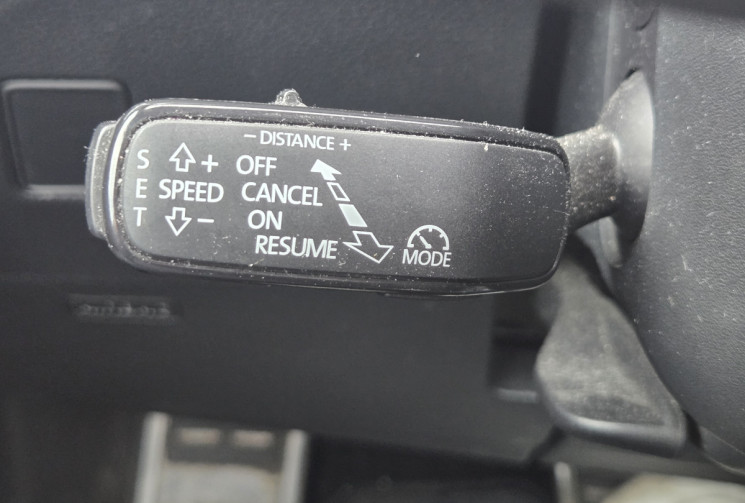 − DISTANCE +
S + OFF
E SPEED CANCEL
T − ON
RESUME
MODE